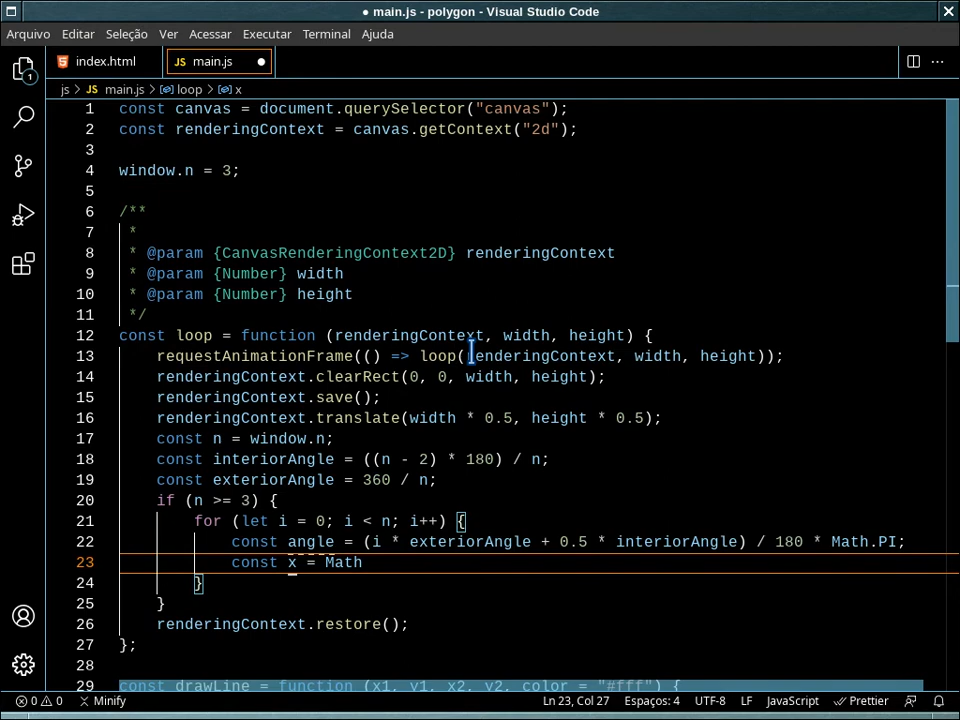 ● main.js - polygon - Visual Studio Code
Arquivo Editar Seleção Ver Acessar Executar Terminal Ajuda
index.html JS main.js ●
js > JS main.js > loop > x
1 const canvas = document.querySelector("canvas");
2 const renderingContext = canvas.getContext("2d");
3
4 window.n = 3;
5
6 /**
7  *
8  * @param {CanvasRenderingContext2D} renderingContext
9  * @param {Number} width
10  * @param {Number} height
11  */
12 const loop = function (renderingContext, width, height) {
13     requestAnimationFrame(() => loop(renderingContext, width, height));
14     renderingContext.clearRect(0, 0, width, height);
15     renderingContext.save();
16     renderingContext.translate(width * 0.5, height * 0.5);
17     const n = window.n;
18     const interiorAngle = ((n - 2) * 180) / n;
19     const exteriorAngle = 360 / n;
20     if (n >= 3) {
21         for (let i = 0; i < n; i++) {
22             const angle = (i * exteriorAngle + 0.5 * interiorAngle) / 180 * Math.PI;
23             const x = Math
24         }
25     }
26     renderingContext.restore();
27 };
28
29 const drawLine = function (x1, y1, x2, y2, color = "#fff") {
1
0 0 Minify Ln 23, Col 27 Espaços: 4 UTF-8 LF JavaScript Prettier